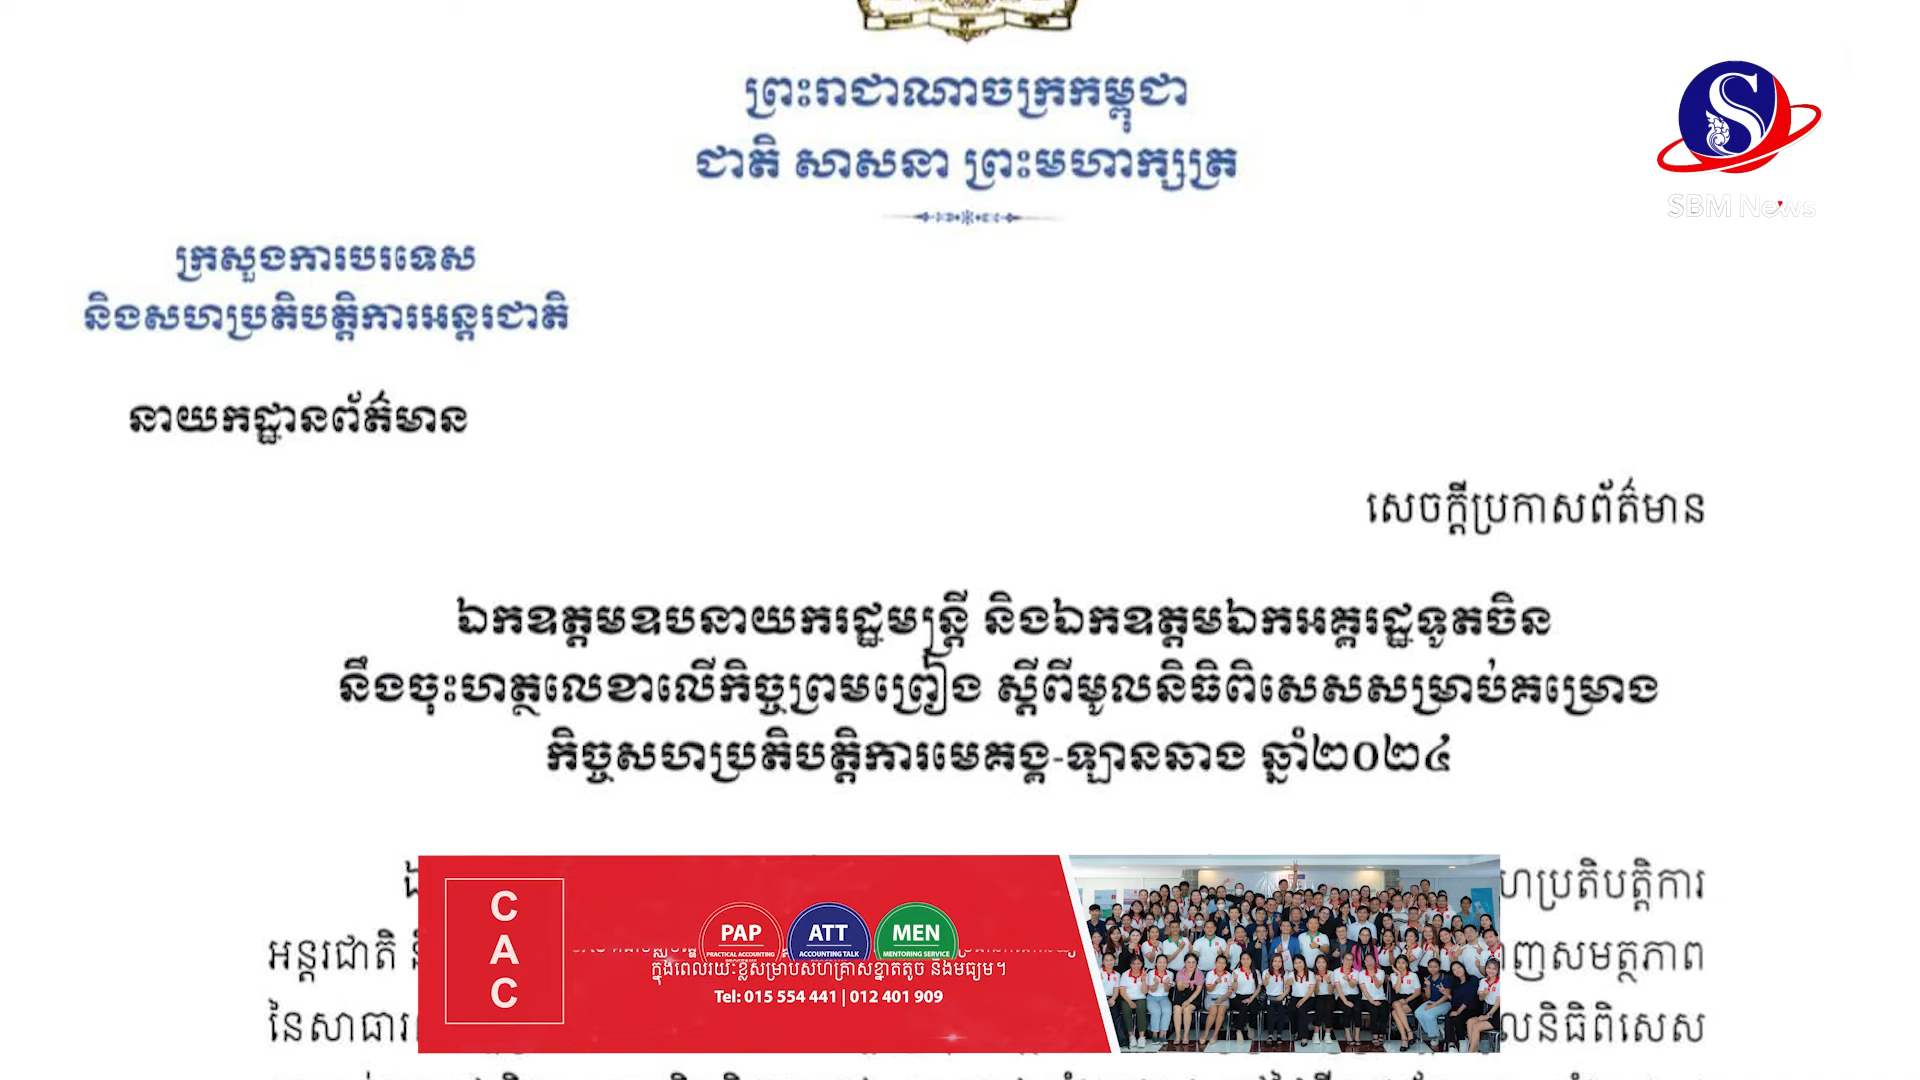 ព្រះរាជាណាចក្រកម្ពុជា
ជាតិ សាសនា ព្រះមហាក្សត្រ
SBM News
ក្រសួងការបរទេស
និងសហប្រតិបត្តិការអន្តរជាតិ
នាយកដ្ឋានព័ត៌មាន
សេចក្តីប្រកាសព័ត៌មាន
ឯកឧត្តមឧបនាយករដ្ឋមន្ត្រី និងឯកឧត្តមឯកអគ្គរដ្ឋទូតចិន
នឹងចុះហត្ថលេខាលើកិច្ចព្រមព្រៀង ស្តីពីមូលនិធិពិសេសសម្រាប់គម្រោង
កិច្ចសហប្រតិបត្តិការមេគង្គ-ឡានឆាង ឆ្នាំ២០២៤
ហប្រតិបត្តិការ
អន្តរជាតិ
ញសមត្ថភាព
នៃសាធារ
លនិធិពិសេស
C
A
C
PAP
PRACTICAL ACCOUNTING
ATT
ACCOUNTING TALK
MEN
MENTORING SERVICE
ក្នុងពេលរយៈខ្លីសម្រាប់សហគ្រាសខ្នាតតូច និងមធ្យម។
Tel: 015 554 441 | 012 401 909